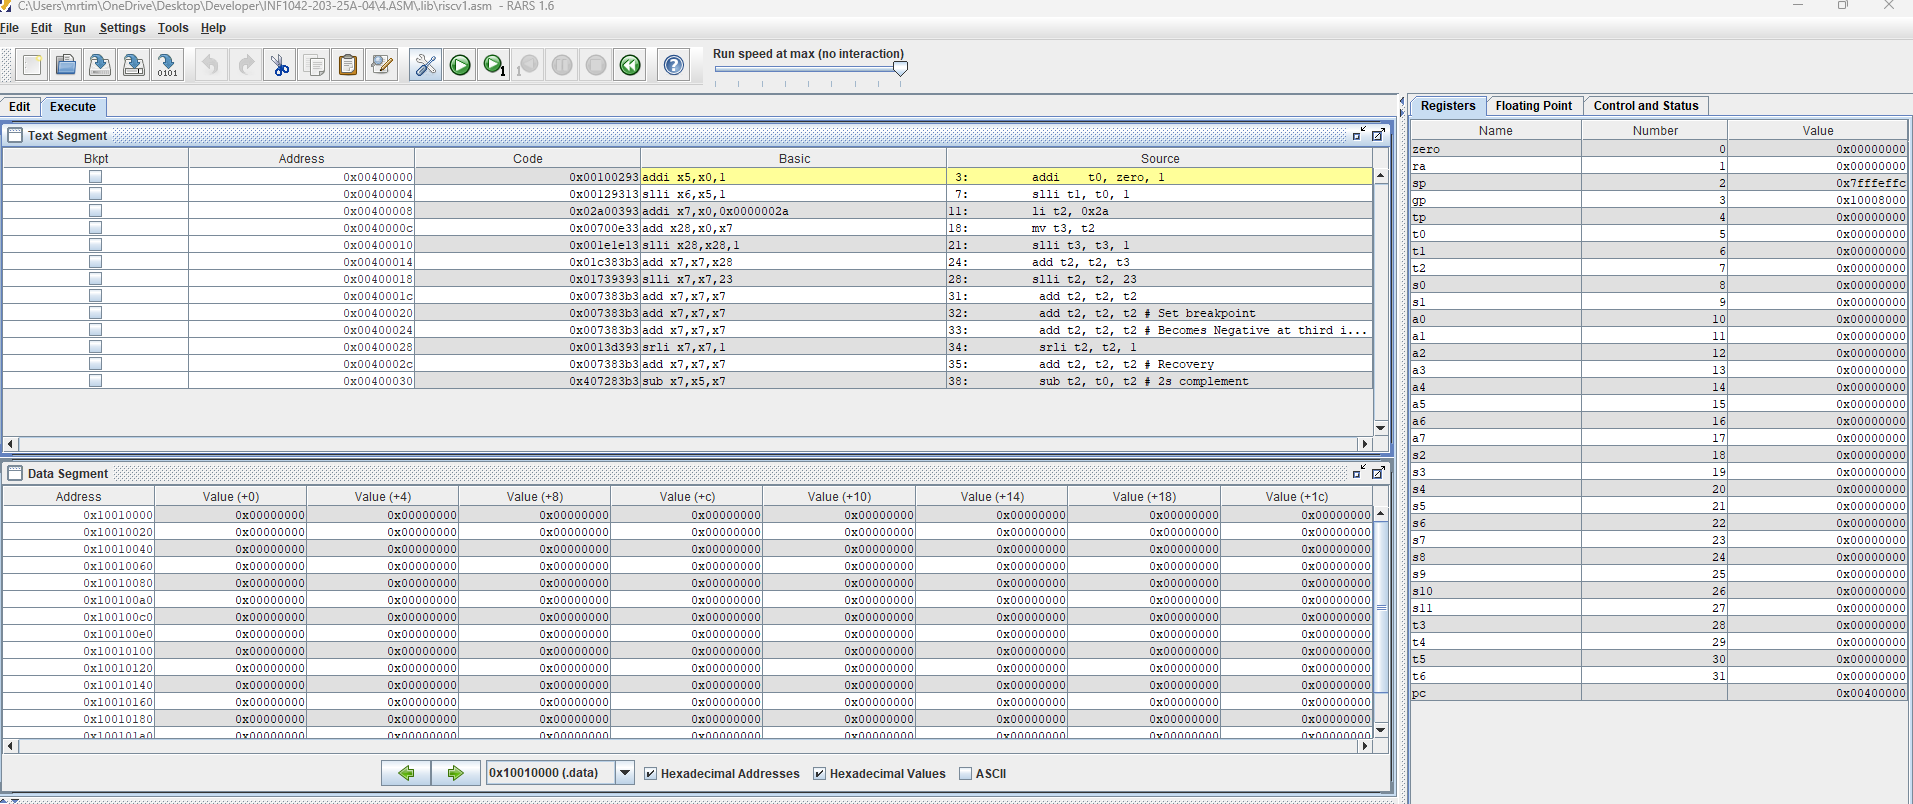 C:\Users\mrtim\OneDrive\Desktop\Developer\INF1042-203-25A-04\4.ASM\.lib\riscv1.asm - RARS 1.6
File Edit Run Settings Tools Help
Run speed at max (no interaction)
Edit Execute
Text Segment
Bkpt Address Code Basic Source
0x00400000 0x00100293 addi x5,x0,1 3: addi t0, zero, 1
0x00400004 0x00129313 slli x6,x5,1 7: slli t1, t0, 1
0x00400008 0x02a00393 addi x7,x0,0x0000002a 11: li t2, 0x2a
0x0040000c 0x00700e33 add x28,x0,x7 18: mv t3, t2
0x00400010 0x001e1e13 slli x28,x28,1 21: slli t3, t3, 1
0x00400014 0x01c383b3 add x7,x7,x28 24: add t2, t2, t3
0x00400018 0x01739393 slli x7,x7,23 28: slli t2, t2, 23
0x0040001c 0x007383b3 add x7,x7,x7 31: add t2, t2, t2
0x00400020 0x007383b3 add x7,x7,x7 32: add t2, t2, t2 # Set breakpoint
0x00400024 0x007383b3 add x7,x7,x7 33: add t2, t2, t2 # Becomes Negative at third i...
0x00400028 0x0013d393 srli x7,x7,1 34: srli t2, t2, 1
0x0040002c 0x007383b3 add x7,x7,x7 35: add t2, t2, t2 # Recovery
0x00400030 0x407283b3 sub x7,x5,x7 38: sub t2, t0, t2 # 2s complement
Data Segment
Address Value (+0) Value (+4) Value (+8) Value (+c) Value (+10) Value (+14) Value (+18) Value (+1c)
0x10010000 0x00000000 0x00000000 0x00000000 0x00000000 0x00000000 0x00000000 0x00000000 0x00000000
0x10010020 0x00000000 0x00000000 0x00000000 0x00000000 0x00000000 0x00000000 0x00000000 0x00000000
0x10010040 0x00000000 0x00000000 0x00000000 0x00000000 0x00000000 0x00000000 0x00000000 0x00000000
0x10010060 0x00000000 0x00000000 0x00000000 0x00000000 0x00000000 0x00000000 0x00000000 0x00000000
0x10010080 0x00000000 0x00000000 0x00000000 0x00000000 0x00000000 0x00000000 0x00000000 0x00000000
0x100100a0 0x00000000 0x00000000 0x00000000 0x00000000 0x00000000 0x00000000 0x00000000 0x00000000
0x100100c0 0x00000000 0x00000000 0x00000000 0x00000000 0x00000000 0x00000000 0x00000000 0x00000000
0x100100e0 0x00000000 0x00000000 0x00000000 0x00000000 0x00000000 0x00000000 0x00000000 0x00000000
0x10010100 0x00000000 0x00000000 0x00000000 0x00000000 0x00000000 0x00000000 0x00000000 0x00000000
0x10010120 0x00000000 0x00000000 0x00000000 0x00000000 0x00000000 0x00000000 0x00000000 0x00000000
0x10010140 0x00000000 0x00000000 0x00000000 0x00000000 0x00000000 0x00000000 0x00000000 0x00000000
0x10010160 0x00000000 0x00000000 0x00000000 0x00000000 0x00000000 0x00000000 0x00000000 0x00000000
0x10010180 0x00000000 0x00000000 0x00000000 0x00000000 0x00000000 0x00000000 0x00000000 0x00000000
0x100101a0 0x00000000 0x00000000 0x00000000 0x00000000 0x00000000 0x00000000 0x00000000 0x00000000
0x10010000 (.data) Hexadecimal Addresses Hexadecimal Values ASCII
Registers Floating Point Control and Status
Name Number Value
zero 0 0x00000000
ra 1 0x00000000
sp 2 0x7fffeffc
gp 3 0x10008000
tp 4 0x00000000
t0 5 0x00000000
t1 6 0x00000000
t2 7 0x00000000
s0 8 0x00000000
s1 9 0x00000000
a0 10 0x00000000
a1 11 0x00000000
a2 12 0x00000000
a3 13 0x00000000
a4 14 0x00000000
a5 15 0x00000000
a6 16 0x00000000
a7 17 0x00000000
s2 18 0x00000000
s3 19 0x00000000
s4 20 0x00000000
s5 21 0x00000000
s6 22 0x00000000
s7 23 0x00000000
s8 24 0x00000000
s9 25 0x00000000
s10 26 0x00000000
s11 27 0x00000000
t3 28 0x00000000
t4 29 0x00000000
t5 30 0x00000000
t6 31 0x00000000
pc 0x00400000